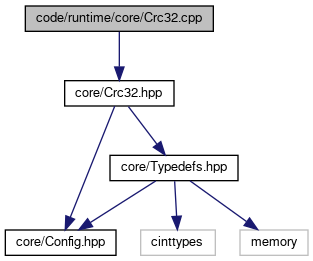 code/runtime/core/Crc32.cpp
core/Crc32.hpp
core/Typedefs.hpp
core/Config.hpp
cinttypes
memory